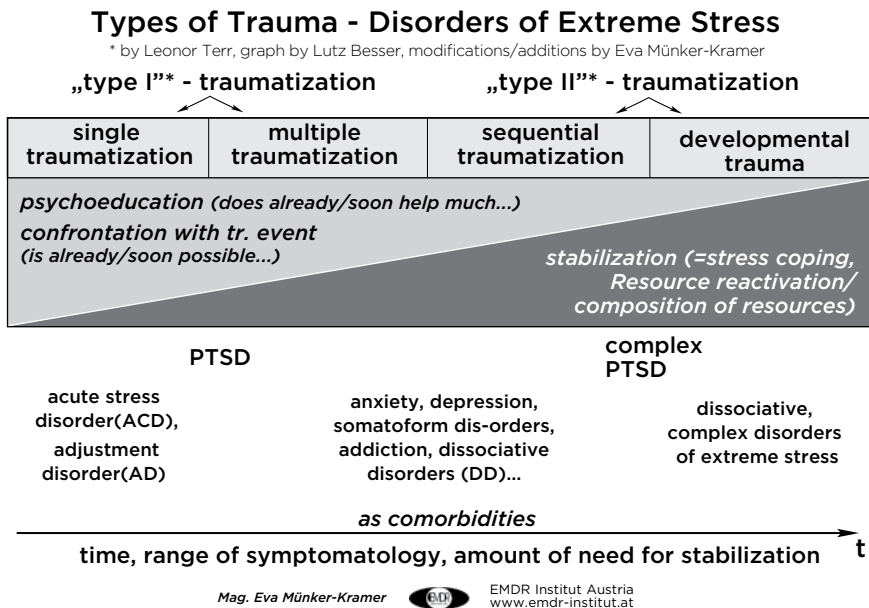 Types of Trauma - Disorders of Extreme Stress
* by Leonor Terr, graph by Lutz Besser, modifications/additions by Eva Münker-Kramer
„type I”* - traumatization
„type II”* - traumatization
single
traumatization
multiple
traumatization
sequential
traumatization
developmental
trauma
psychoeducation (does already/soon help much...)
confrontation with tr. event
(is already/soon possible...)
stabilization (=stress coping,
Resource reactivation/
composition of resources)
PTSD
complex
PTSD
acute stress
disorder(ACD),
adjustment
disorder(AD)
anxiety, depression,
somatoform dis-orders,
addiction, dissociative
disorders (DD)...
dissociative,
complex disorders
of extreme stress
as comorbidities
t
time, range of symptomatology, amount of need for stabilization
Mag. Eva Münker-Kramer
EMDR
EMDR Institut Austria
www.emdr-institut.at